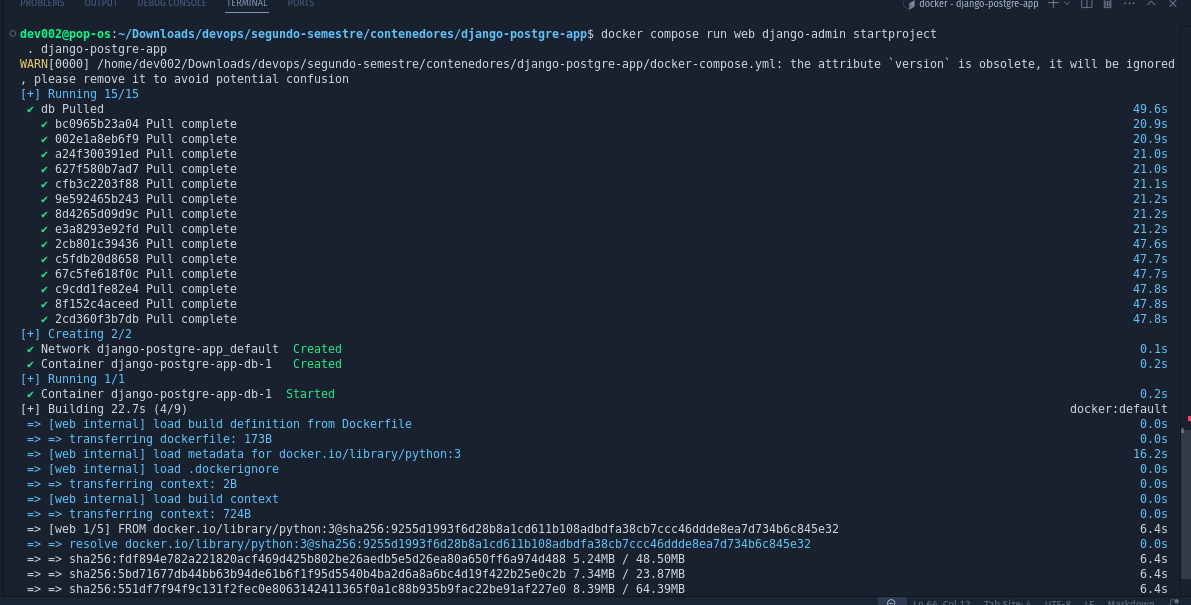 PROBLEMS OUTPUT DEBUG CONSOLE TERMINAL PORTS docker - django-postgre-app
dev002@pop-os:~/Downloads/devops/segundo-semestre/contenedores/django-postgre-app$ docker compose run web django-admin startproject
. django-postgre-app
WARN[0000] /home/dev002/Downloads/devops/segundo-semestre/contenedores/django-postgre-app/docker-compose.yml: the attribute `version` is obsolete, it will be ignored
, please remove it to avoid potential confusion
[+] Running 15/15
✔ db Pulled 49.6s
✔ bc0965b23a04 Pull complete 20.9s
✔ 002e1a8eb6f9 Pull complete 20.9s
✔ a24f300391ed Pull complete 21.0s
✔ 627f580b7ad7 Pull complete 21.0s
✔ cfb3c2203f88 Pull complete 21.1s
✔ 9e592465b243 Pull complete 21.2s
✔ 8d4265d09d9c Pull complete 21.2s
✔ e3a8293e92fd Pull complete 21.2s
✔ 2cb801c39436 Pull complete 47.6s
✔ c5fdb20d8658 Pull complete 47.7s
✔ 67c5fe618f0c Pull complete 47.7s
✔ c9cdd1fe82e4 Pull complete 47.8s
✔ 8f152c4aceed Pull complete 47.8s
✔ 2cd360f3b7db Pull complete 47.8s
[+] Creating 2/2
✔ Network django-postgre-app_default Created 0.1s
✔ Container django-postgre-app-db-1 Created 0.2s
[+] Running 1/1
✔ Container django-postgre-app-db-1 Started 0.2s
[+] Building 22.7s (4/9) docker:default
=> [web internal] load build definition from Dockerfile 0.0s
=> => transferring dockerfile: 173B 0.0s
=> [web internal] load metadata for docker.io/library/python:3 16.2s
=> [web internal] load .dockerignore 0.0s
=> => transferring context: 2B 0.0s
=> [web internal] load build context 0.0s
=> => transferring context: 724B 0.0s
=> [web 1/5] FROM docker.io/library/python:3@sha256:9255d1993f6d28b8a1cd611b108adbdfa38cb7ccc46ddde8ea7d734b6c845e32 6.4s
=> => resolve docker.io/library/python:3@sha256:9255d1993f6d28b8a1cd611b108adbdfa38cb7ccc46ddde8ea7d734b6c845e32 0.0s
=> => sha256:fdf894e782a221820acf469d425b802be26aedb5e5d26ea80a650ff6a974d488 5.24MB / 48.50MB 6.4s
=> => sha256:5bd71677db44bb63b94de61b6f1f95d5540b4ba2d6a8a6bc4d19f422b25e0c2b 7.34MB / 23.87MB 6.4s
=> => sha256:551df7f94f9c131f2fec0e8063142411365f0a1c88b935b9fac22be91af227e0 8.39MB / 64.39MB 6.4s
Ln 66, Col 13 Tab Size: 4 UTF-8 LF Markdown